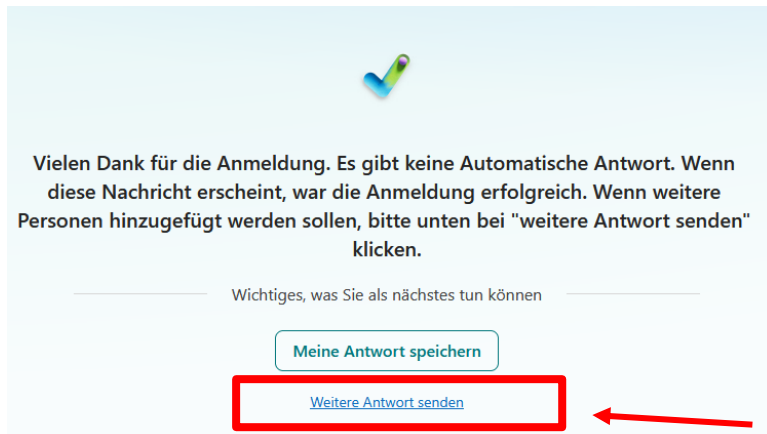 Vielen Dank für die Anmeldung. Es gibt keine Automatische Antwort. Wenn
diese Nachricht erscheint, war die Anmeldung erfolgreich. Wenn weitere
Personen hinzugefügt werden sollen, bitte unten bei "weitere Antwort senden"
klicken.
Wichtiges, was Sie als nächstes tun können
Meine Antwort speichern
Weitere Antwort senden